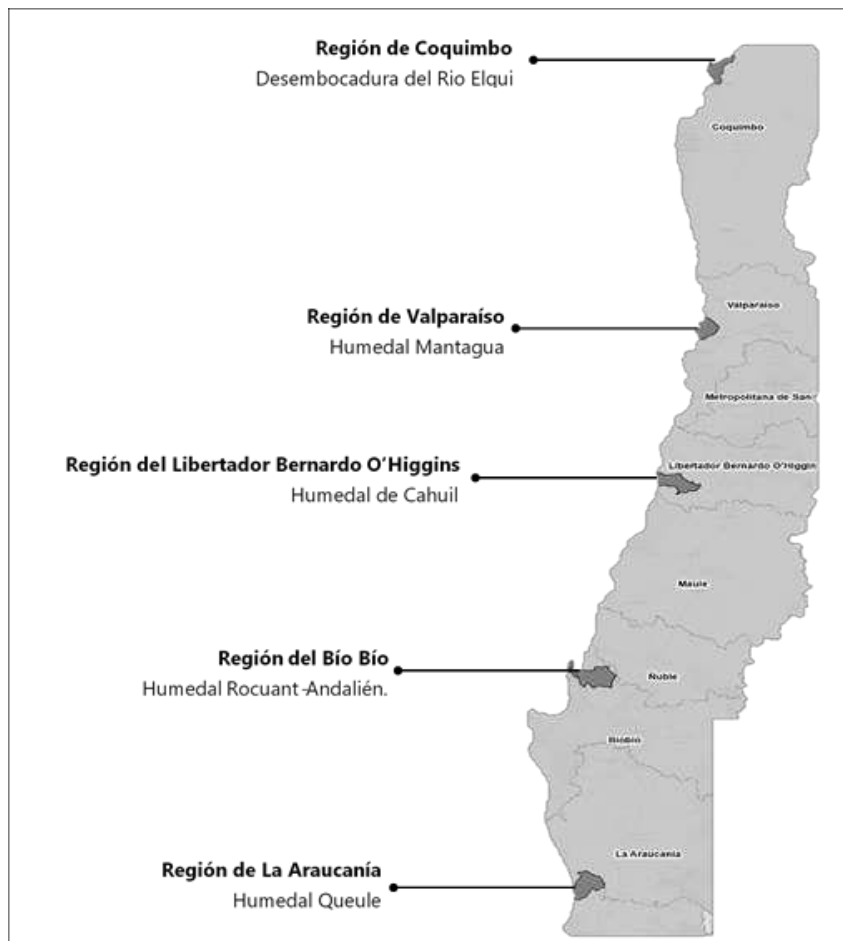 Región de Coquimbo
Desembocadura del Rio Elqui
Coquimbo
Región de Valparaíso
Humedal Mantagua
Valparaiso
Metropolitana de San
Región del Libertador Bernardo O’Higgins
Humedal de Cahuil
Libertador Bernardo O'Higgin
Maule
Región del Bío Bío
Humedal Rocuant-Andalién.
Ñuble
BíoBío
Región de La Araucanía
Humedal Queule
La Araucanía